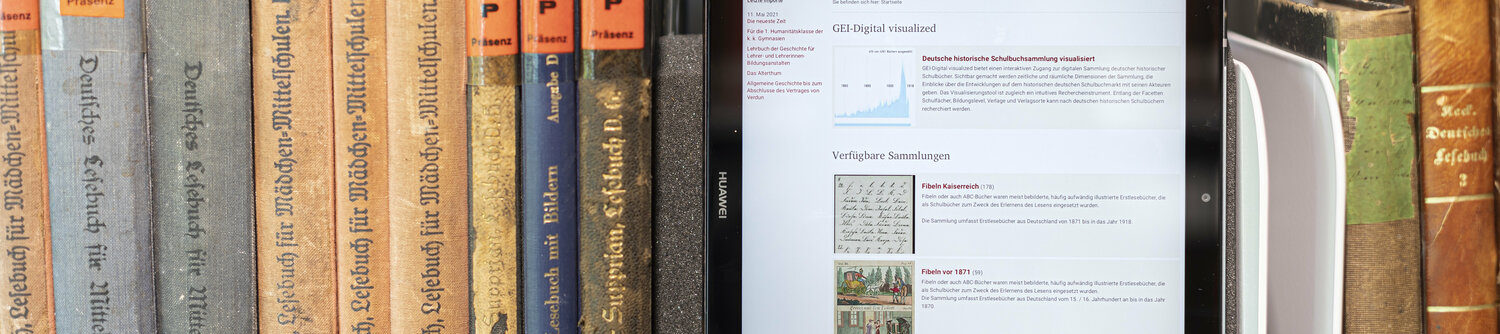 Präsenz
P
Präsenz
P
Präsenz
P
Präsenz
Lesebuch für Mädchen-Mittelschulen
Deutsches Lesebuch für Mitte
Deutsches Lesebuch für Mitte
Lesebuch für Mädchen-Mittelschulen,
Lesebuch für Mädchen-Mittelschulen
Lesebuch für Mädchen-Mittelschulen
esebuch mit Bildern Ausgabe D
Suprian, Lesebuch D. G.
HUAWEI
Letzte Importe
11. Mai 2021
Die neueste Zeit
Für die 1. Humanitätsklasse der
k. k. Gymnasien
Lehrbuch der Geschichte für
Lehrer- und Lehrerinnen-
Bildungsanstalten
Das Alterthum
Allgemeine Geschichte bis zum
Abschlusse des Vertrages von
Verdun
Sie befinden sich hier: Startseite
GEI-Digital visualized
Deutsche historische Schulbuchsammlung visualisiert
GEI-Digital visualized bietet einen interaktiven Zugang zur digitalen Sammlung deutscher historischer
Schulbücher. Sichtbar gemacht werden zeitliche und räumliche Dimensionen der Sammlung, die
Einblicke über die Entwicklungen auf dem historischen deutschen Schulbuchmarkt mit seinen Akteuren
geben. Das Visualisierungstool ist zugleich ein intuitives Rechercheinstrument. Entlang der Facetten
Schulfächer, Bildungslevel, Verlage und Verlagsorte kann nach deutschen historischen Schulbüchern
recherchiert werden.
Verfügbare Sammlungen
Fibeln Kaiserreich (178)
Fibeln oder auch ABC-Bücher waren meist bebilderte, häufig aufwändig illustrierte Erstlesebücher, die
als Schulbücher zum Zweck des Erlernens des Lesens eingesetzt wurden.
Die Sammlung umfasst Erstlesebücher aus Deutschland von 1871 bis in das Jahr 1918.
Fibeln vor 1871 (59)
Fibeln oder auch ABC-Bücher waren meist bebilderte, häufig aufwändig illustrierte Erstlesebücher, die
als Schulbücher zum Zweck des Erlernens des Lesens eingesetzt wurden.
Die Sammlung umfasst Erstlesebücher aus Deutschland vom 15. / 16. Jahrhundert an bis in das Jahr
1870.
Deutsches
Lesebuch
3